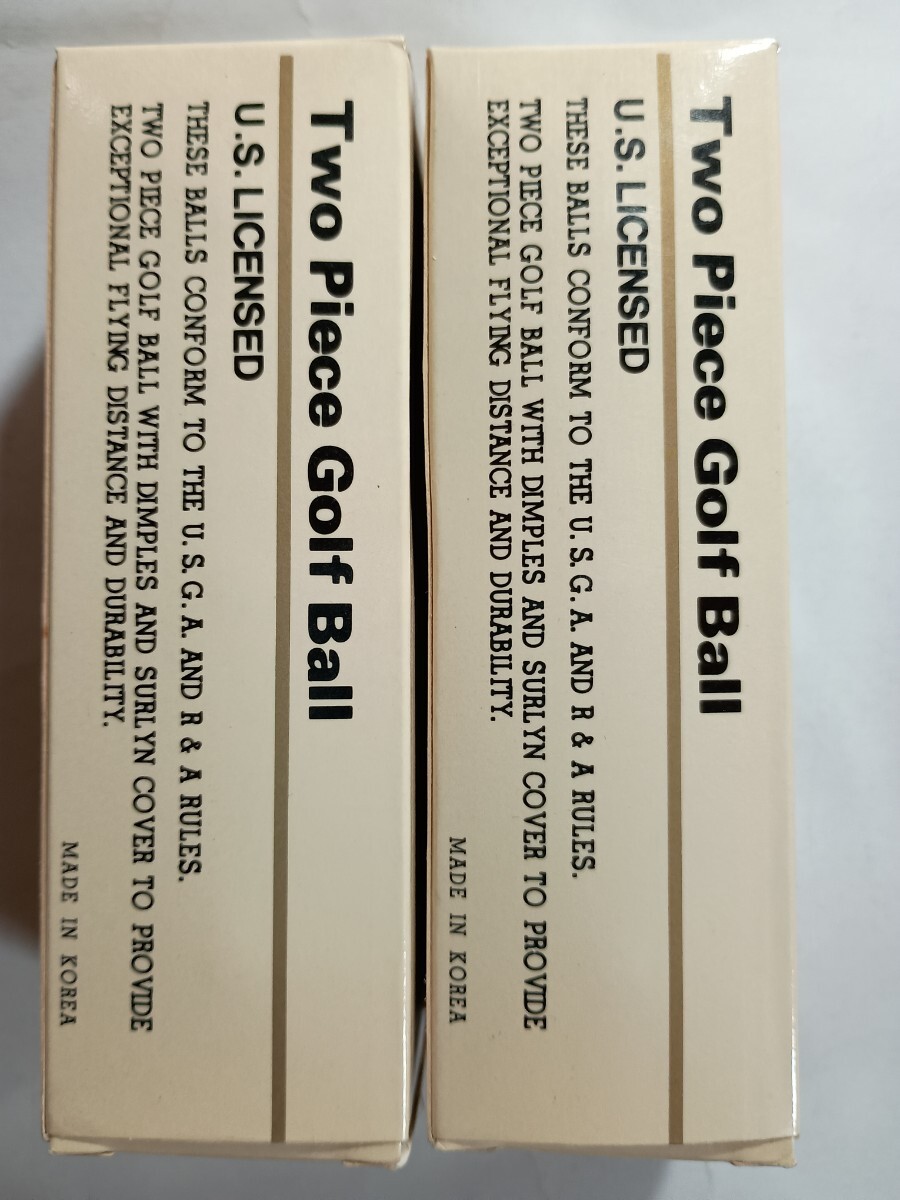 Two Piece Golf Ball
U.S. LICENSED
THESE BALLS CONFORM TO THE U.S.G.A. AND R & A RULES.
TWO PIECE GOLF BALL WITH DIMPLES AND SURLYN COVER TO PROVIDE
EXCEPTIONAL FLYING DISTANCE AND DURABILITY.
MADE IN KOREA
Two Piece Golf Ball
U.S. LICENSED
THESE BALLS CONFORM TO THE U.S.G.A. AND R & A RULES.
TWO PIECE GOLF BALL WITH DIMPLES AND SURLYN COVER TO PROVIDE
EXCEPTIONAL FLYING DISTANCE AND DURABILITY.
MADE IN KOREA